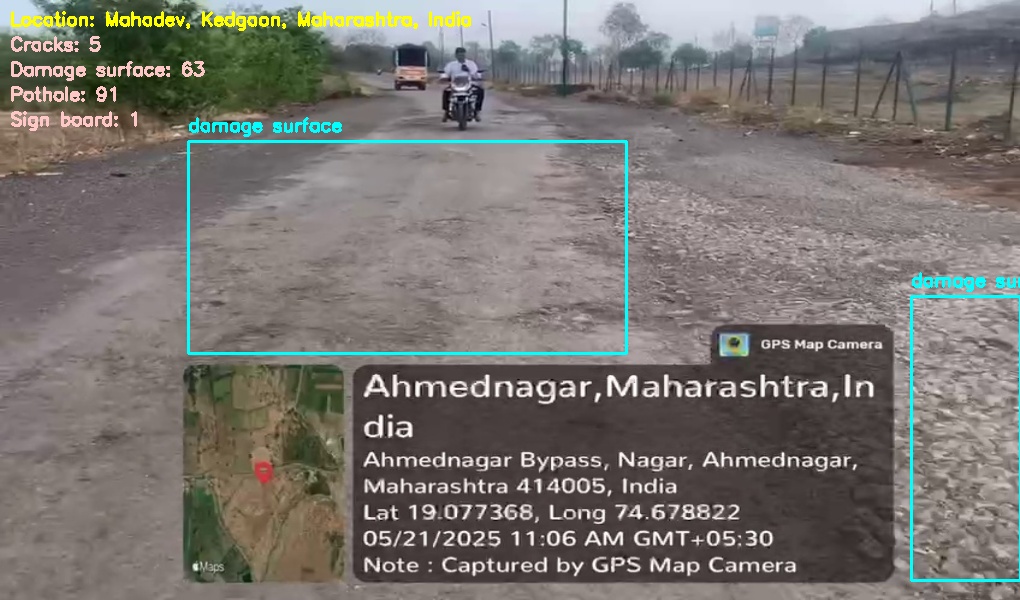 Location: Mahadev, Kedgaon, Maharashtra, India
Cracks: 5
Damage surface: 63
Pothole: 91
Sign board: 1
damage surface
damage sur
GPS Map Camera
Ahmednagar,Maharashtra,In
dia
Ahmednagar Bypass, Nagar, Ahmednagar,
Maharashtra 414005, India
Lat 19.077368, Long 74.678822
05/21/2025 11:06 AM GMT+05:30
Note : Captured by GPS Map Camera
Maps